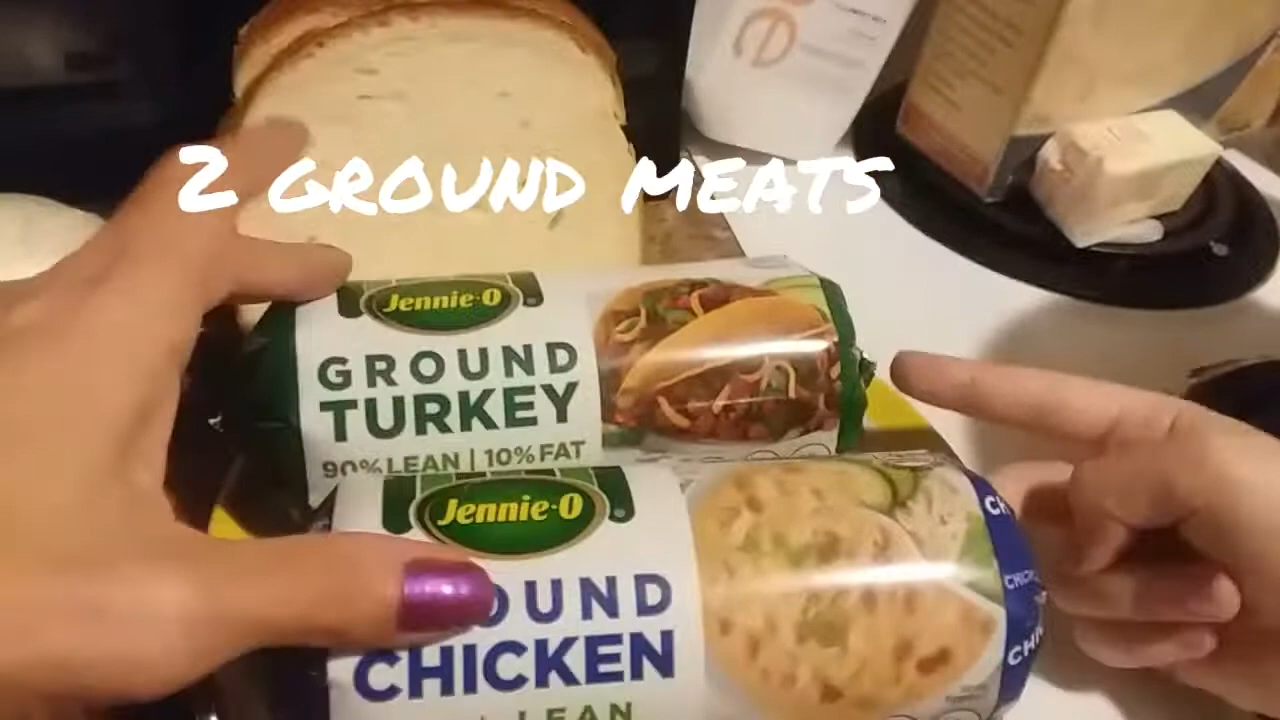 2 GROUND MEATS
Jennie-O
GROUND
TURKEY
90% LEAN | 10% FAT
Jennie-O
OUND
CHICKEN
LEAN